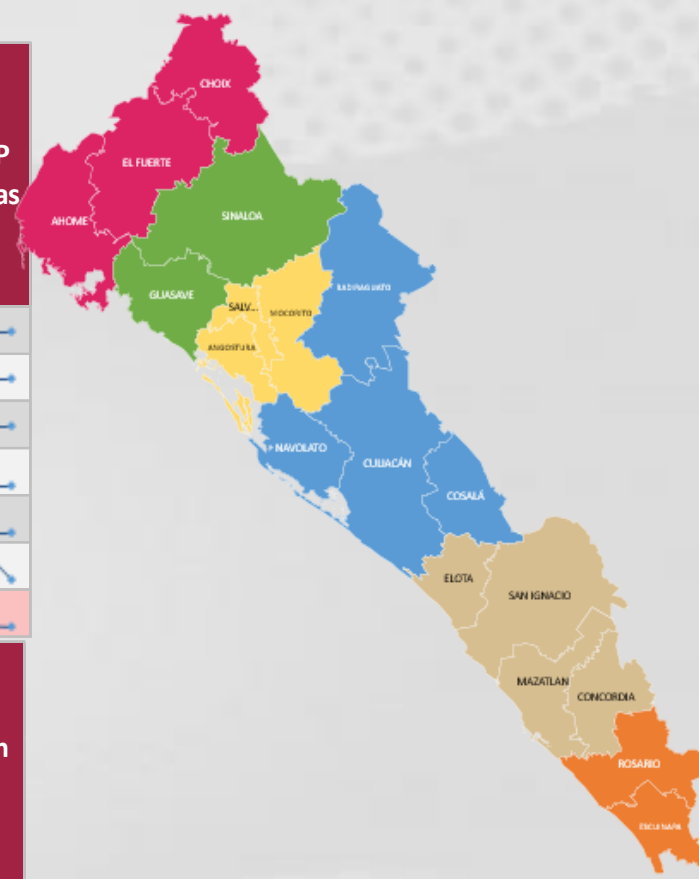 P
as
n
CHOIX
EL FUERTE
AHOME
SINALOA
GUASAVE
BADIRAGUATO
SALV...
MOCORITO
ANGOSTURA
NAVOLATO
CULIACÁN
COSALÁ
ELOTA
SAN IGNACIO
MAZATLAN
CONCORDIA
ROSARIO
ESCUINAPA